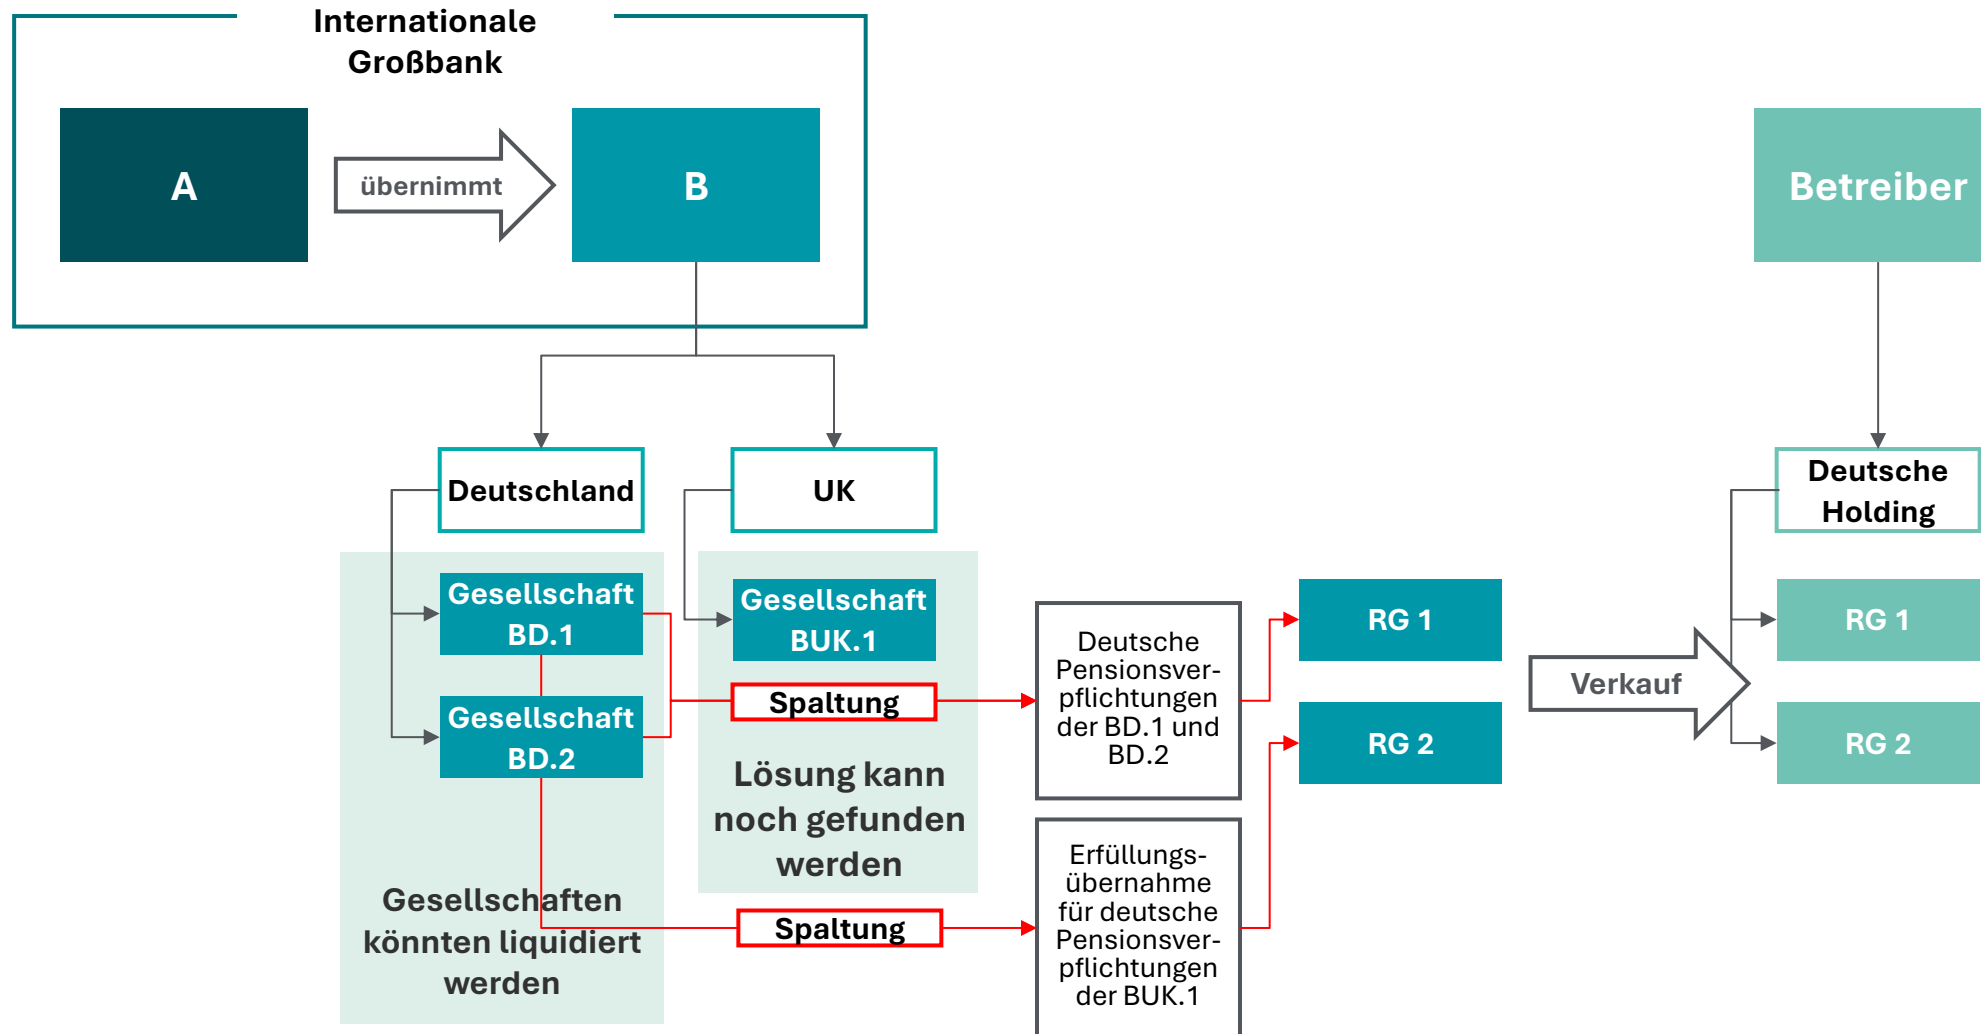 Internationale
Großbank
A
übernimmt
B
Betreiber
Deutschland
UK
Deutsche
Holding
Gesellschaft
BD.1
Gesellschaft
BUK.1
Gesellschaft
BD.2
Spaltung
Deutsche
Pensionsver-
pflichtungen
der BD.1 und
BD.2
RG 1
RG 2
Verkauf
RG 1
RG 2
Lösung kann
noch gefunden
werden
Gesellschaften
könnten liquidiert
werden
Spaltung
Erfüllungs-
übernahme
für deutsche
Pensionsver-
pflichtungen
der BUK.1